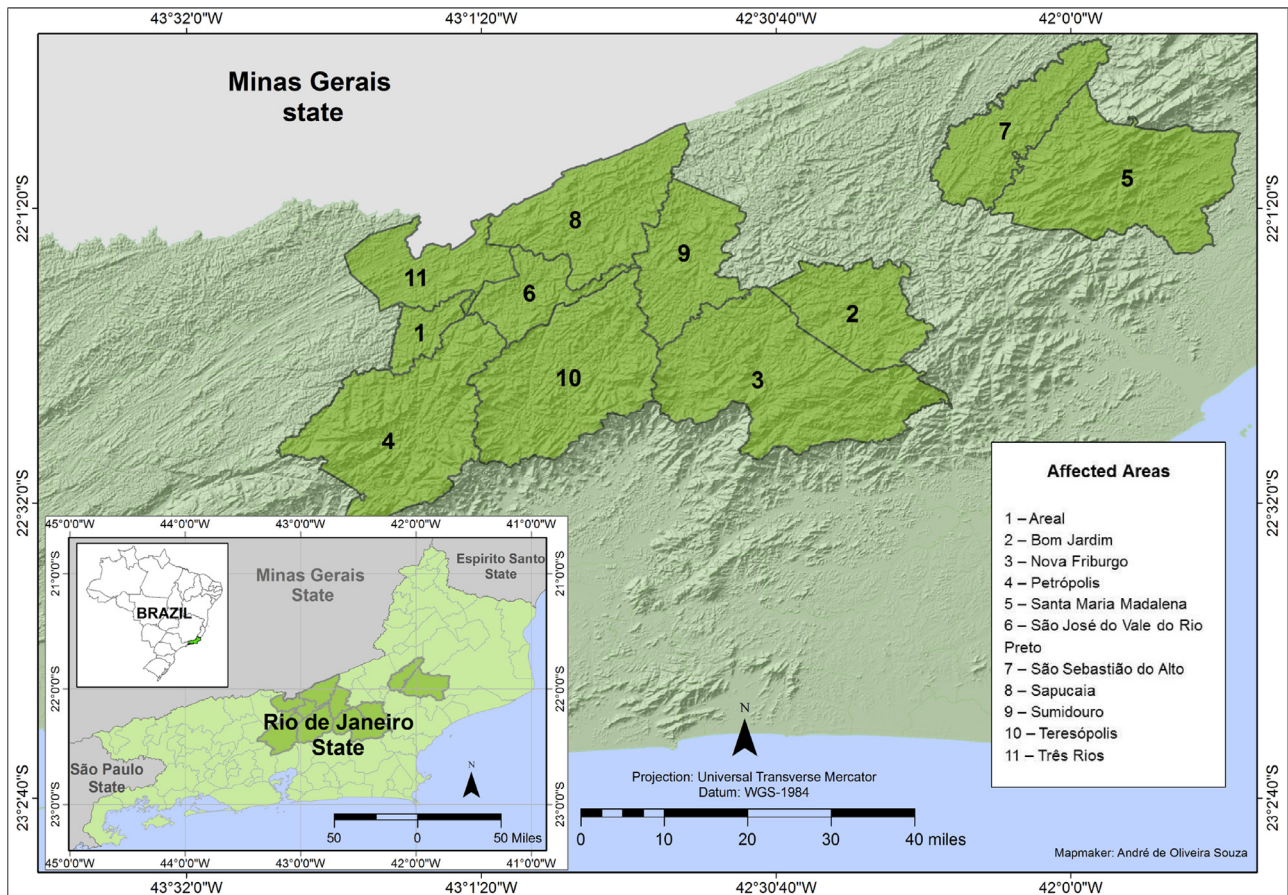 43°32'0"W 43°1'20"W 42°30'40"W 42°0'0"W
Minas Gerais
state
22°1'20"S
22°1'20"S
22°32'0"S
22°32'0"S
23°2'40"S
23°2'40"S
7
5
8
9
11
6
2
1
3
10
4
Affected Areas
1 – Areal
2 – Bom Jardim
3 – Nova Friburgo
4 – Petrópolis
5 – Santa Maria Madalena
6 – São José do Vale do Rio
Preto
7 – São Sebastião do Alto
8 – Sapucaia
9 – Sumidouro
10 – Teresópolis
11 – Três Rios
45°0'0"W 44°0'0"W 43°0'0"W 42°0'0"W 41°0'0"W
Espirito Santo
State
Minas Gerais
State
BRAZIL
21°0'0"S
21°0'0"S
22°0'0"S
22°0'0"S
23°0'0"S
23°0'0"S
Rio de Janeiro
State
São Paulo
State
N
50 0 50 Miles
45°0'0"W 44°0'0"W 43°0'0"W 42°0'0"W 41°0'0"W
N
Projection: Universal Transverse Mercator
Datum: WGS-1984
0 10 20 30 40 miles
Mapmaker: André de Oliveira Souza
43°32'0"W 43°1'20"W 42°30'40"W 42°0'0"W